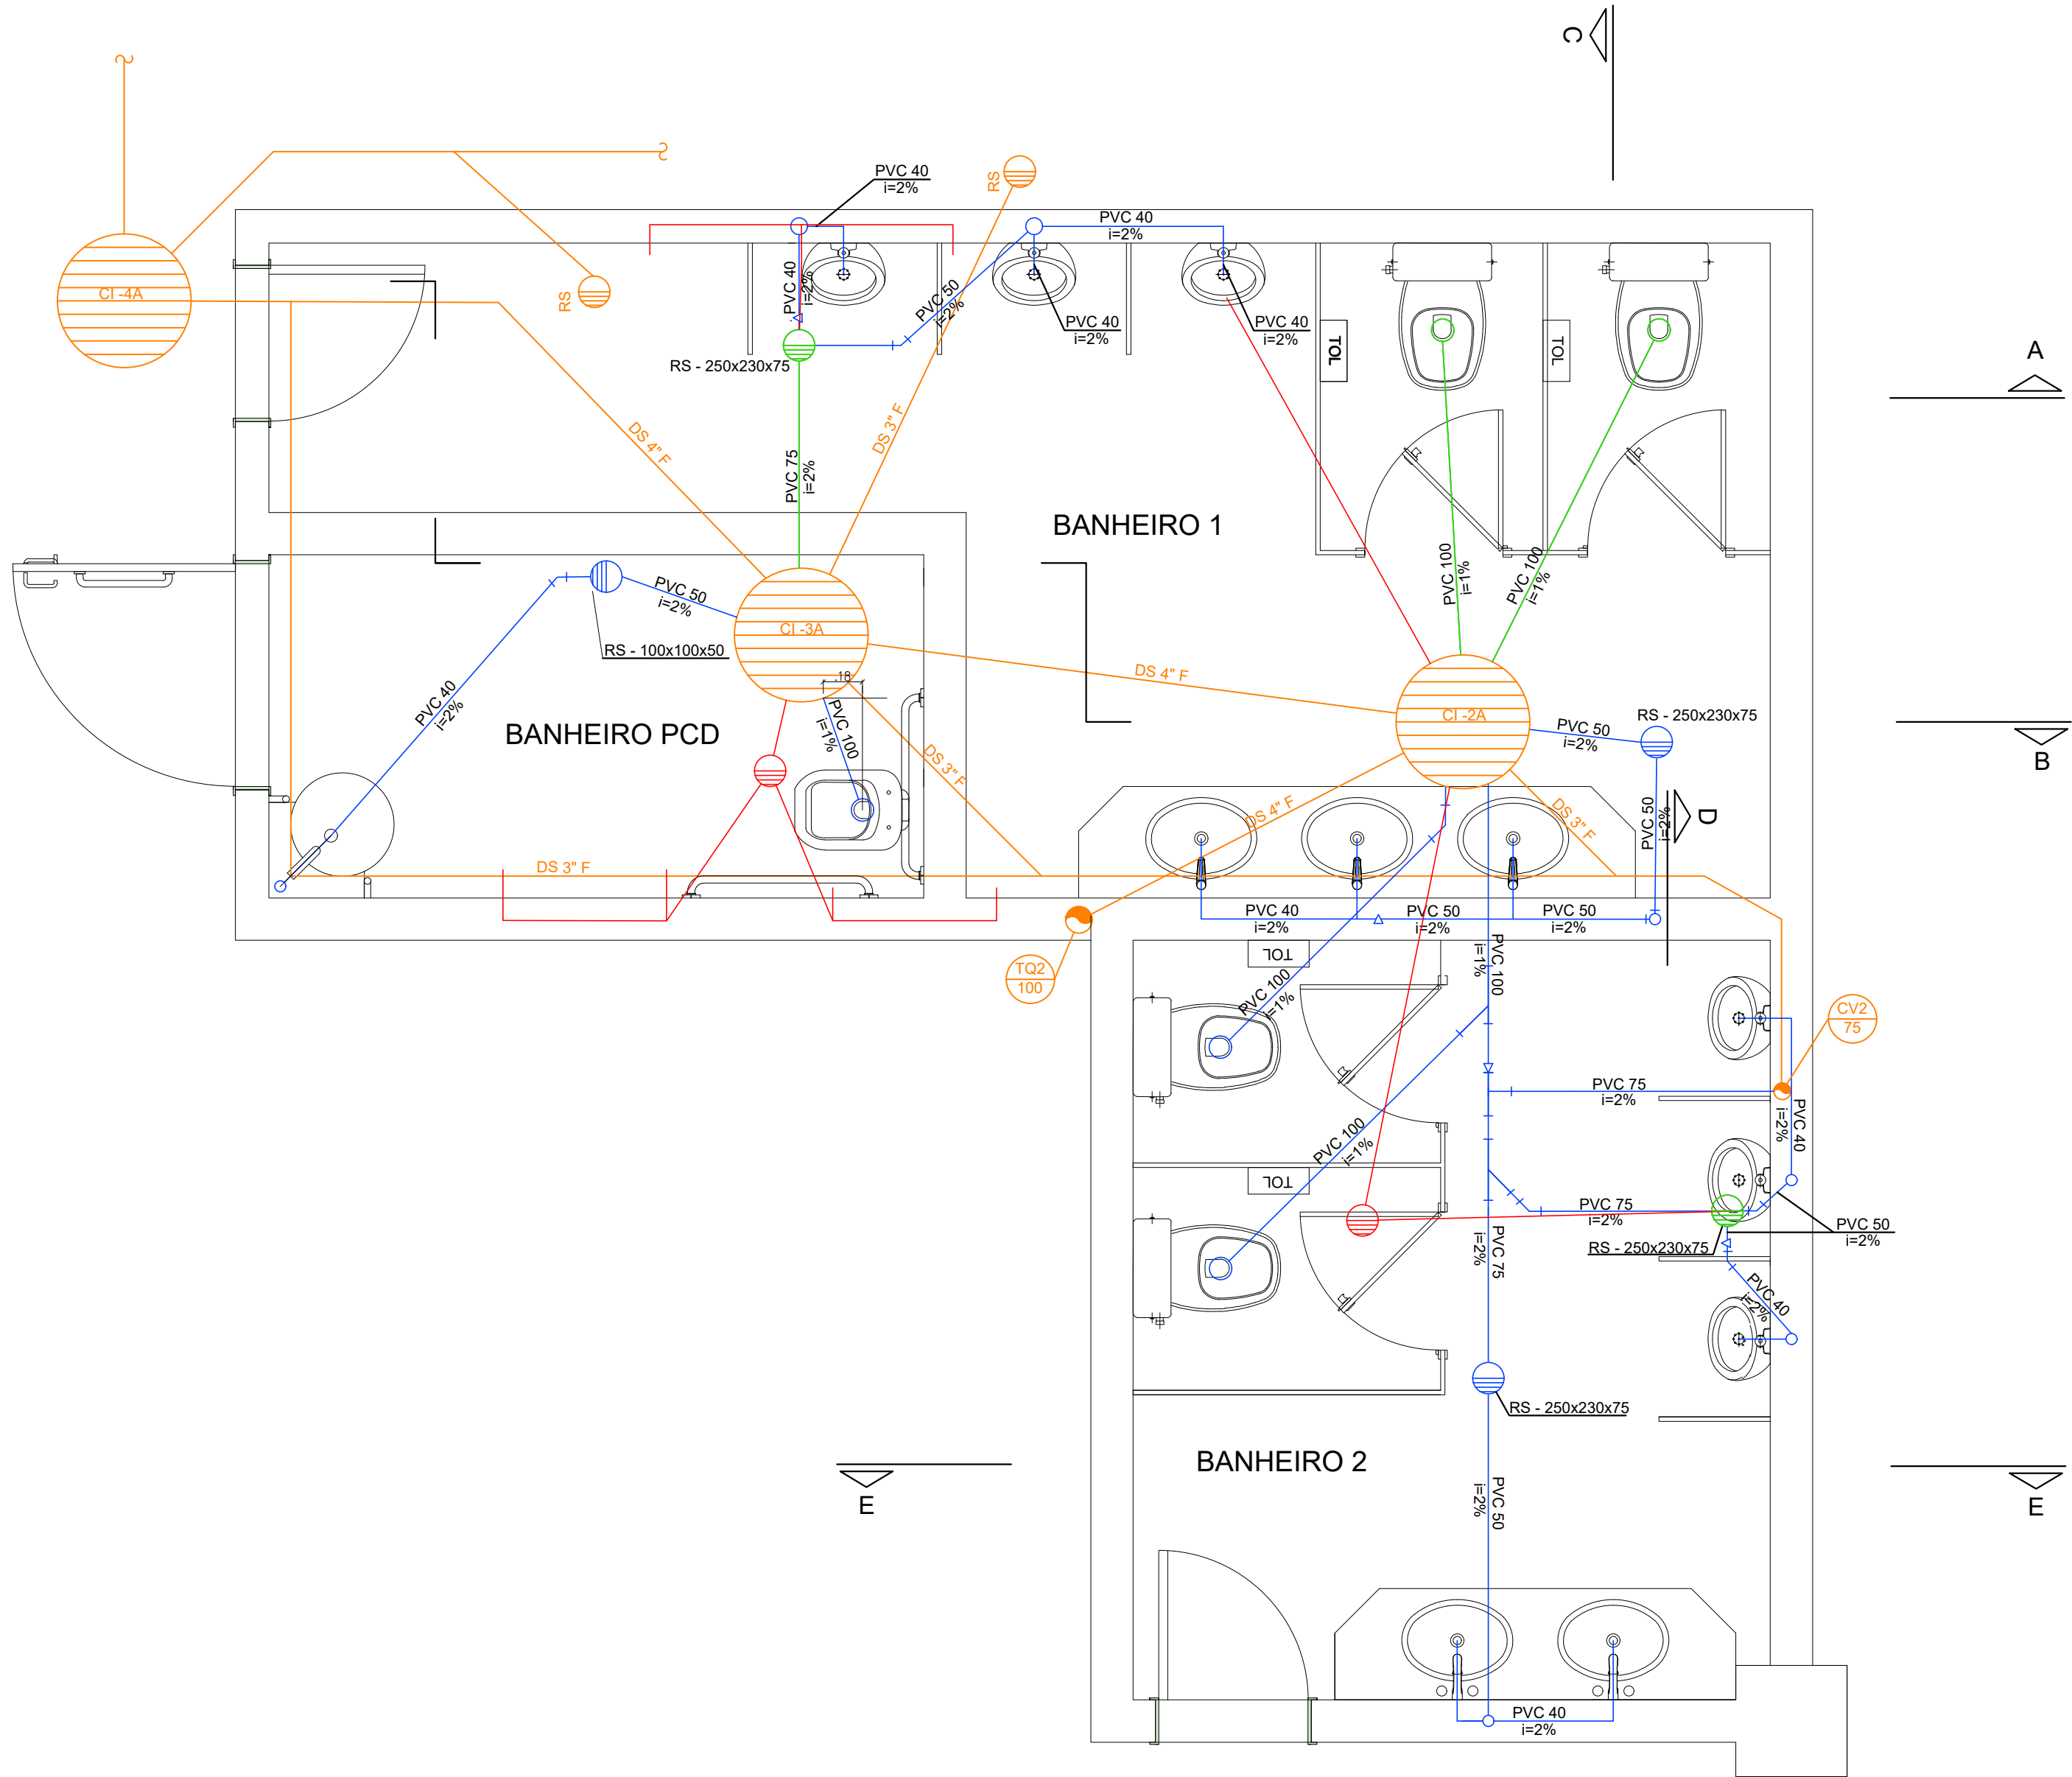 C
PVC 40
i=2%
RS
PVC 40
i=2%
CI -4A
RS
PVC 40
i=2%
PVC 50
i=2%
PVC 40
i=2%
PVC 40
i=2%
TOL
TOL
A
RS - 250x230x75
DS 4" F
DS 3" F
PVC 75
i=2%
BANHEIRO 1
PVC 100
i=1%
PVC 100
i=1%
PVC 50
i=2%
CI -3A
RS - 100x100x50
DS 4" F
.18
PVC 40
i=2%
BANHEIRO PCD
PVC 100
i=1%
CI -2A
PVC 50
i=2%
RS - 250x230x75
B
DS 3" F
DS 4" F
DS 3" F
PVC 50
i=2%
D
DS 3" F
PVC 40
i=2%
PVC 50
i=2%
PVC 50
i=2%
TOL
TQ2
100
PVC 100
i=1%
PVC 100
i=1%
CV2
75
PVC 75
i=2%
PVC 40
i=2%
PVC 100
i=1%
TOL
PVC 75
i=2%
PVC 50
i=2%
PVC 75
i=2%
RS - 250x230x75
PVC 40
i=2%
RS - 250x230x75
BANHEIRO 2
E
E
PVC 50
i=2%
PVC 40
i=2%